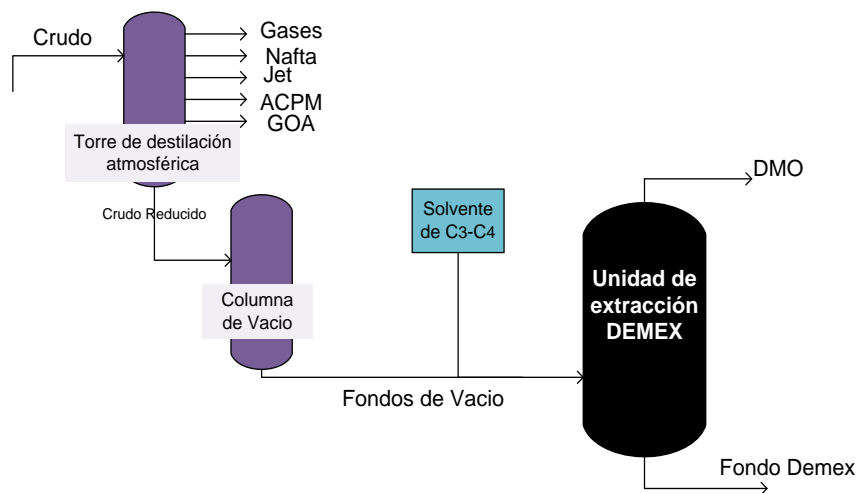 Crudo
Gases
Nafta
Jet
ACPM
GOA
Torre de destilación
atmosférica
Crudo Reducido
Columna
de Vacio
Solvente
de C3-C4
Fondos de Vacio
DMO
Unidad de
extracción
DEMEX
Fondo Demex